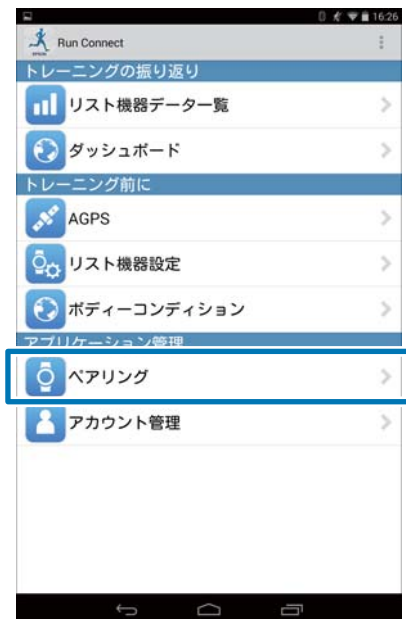 16:26
Run Connect
EPSON
トレーニングの振り返り
リスト機器データ一覧
ダッシュボード
トレーニング前に
AGPS
リスト機器設定
ボディーコンディション
アプリケーション管理
ペアリング
アカウント管理